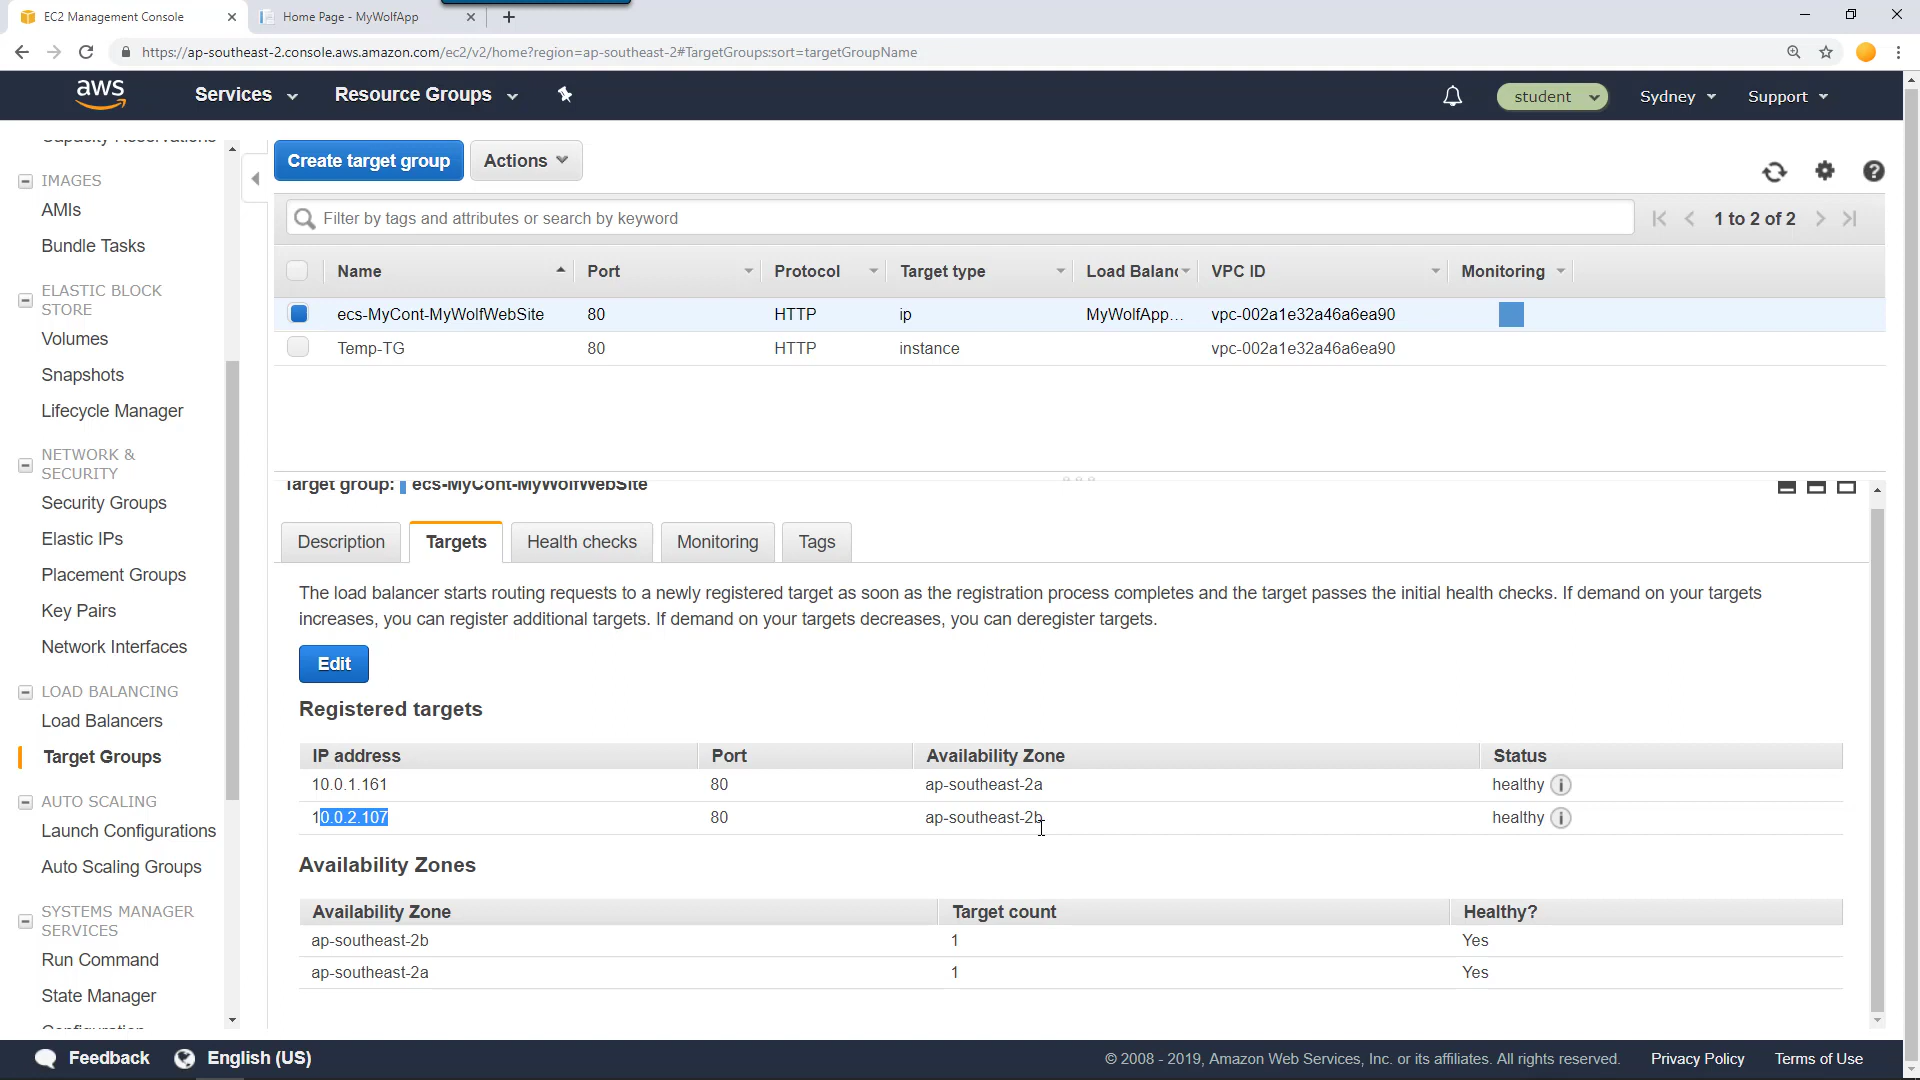 EC2 Management Console
Home Page - MyWolfApp
https://ap-southeast-2.console.aws.amazon.com/ec2/v2/home?region=ap-southeast-2#TargetGroups:sort=targetGroupName
aws
Services
Resource Groups
student
Sydney
Support
Capacity Reservations
IMAGES
AMIs
Bundle Tasks
ELASTIC BLOCK
STORE
Volumes
Snapshots
Lifecycle Manager
NETWORK &
SECURITY
Security Groups
Elastic IPs
Placement Groups
Key Pairs
Network Interfaces
LOAD BALANCING
Load Balancers
Target Groups
AUTO SCALING
Launch Configurations
Auto Scaling Groups
SYSTEMS MANAGER
SERVICES
Run Command
State Manager
Configuration
Create target group
Actions
Filter by tags and attributes or search by keyword
1 to 2 of 2
Name Port Protocol Target type Load Balanc VPC ID Monitoring
ecs-MyCont-MyWolfWebSite 80 HTTP ip MyWolfApp... vpc-002a1e32a46a6ea90
Temp-TG 80 HTTP instance vpc-002a1e32a46a6ea90
Target group: ecs-MyCont-MyWolfWebSite
Description
Targets
Health checks
Monitoring
Tags
The load balancer starts routing requests to a newly registered target as soon as the registration process completes and the target passes the initial health checks. If demand on your targets
increases, you can register additional targets. If demand on your targets decreases, you can deregister targets.
Edit
Registered targets
IP address Port Availability Zone Status
10.0.1.161 80 ap-southeast-2a healthy
10.0.2.107 80 ap-southeast-2b healthy
Availability Zones
Availability Zone Target count Healthy?
ap-southeast-2b 1 Yes
ap-southeast-2a 1 Yes
Feedback
English (US)
© 2008 - 2019, Amazon Web Services, Inc. or its affiliates. All rights reserved.
Privacy Policy
Terms of Use